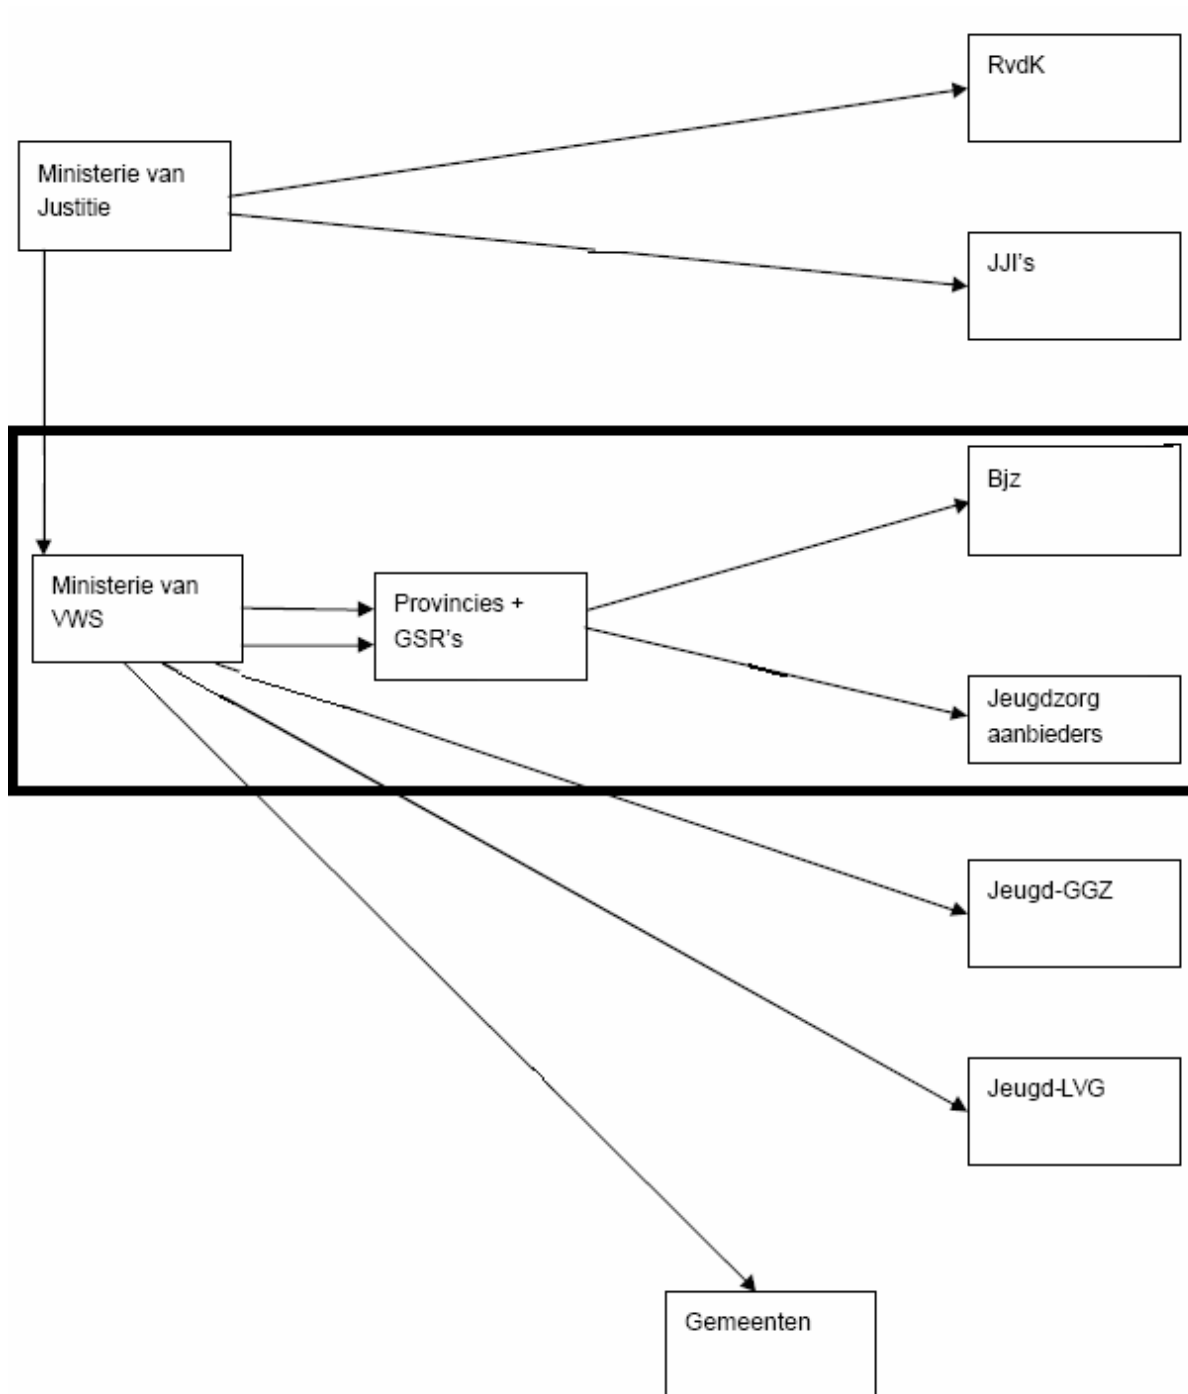 RvdK
Ministerie van
Justitie
JJI's
Bjz
Ministerie van
VWS
Provincies +
GSR's
Jeugdzorg
aanbieders
Jeugd-GGZ
Jeugd-LVG
Gemeenten